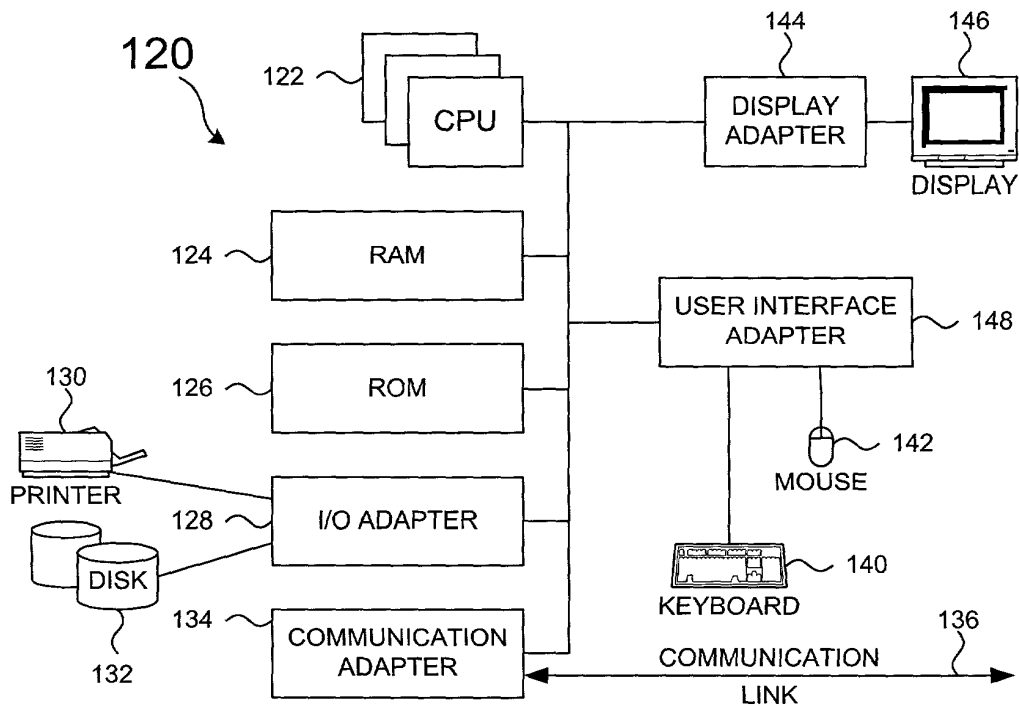 120
122
CPU
144
DISPLAY
ADAPTER
146
DISPLAY
124
RAM
USER INTERFACE
ADAPTER
148
126
ROM
130
PRINTER
142
MOUSE
128
I/O ADAPTER
DISK
132
140
KEYBOARD
134
COMMUNICATION
ADAPTER
136
COMMUNICATION
LINK